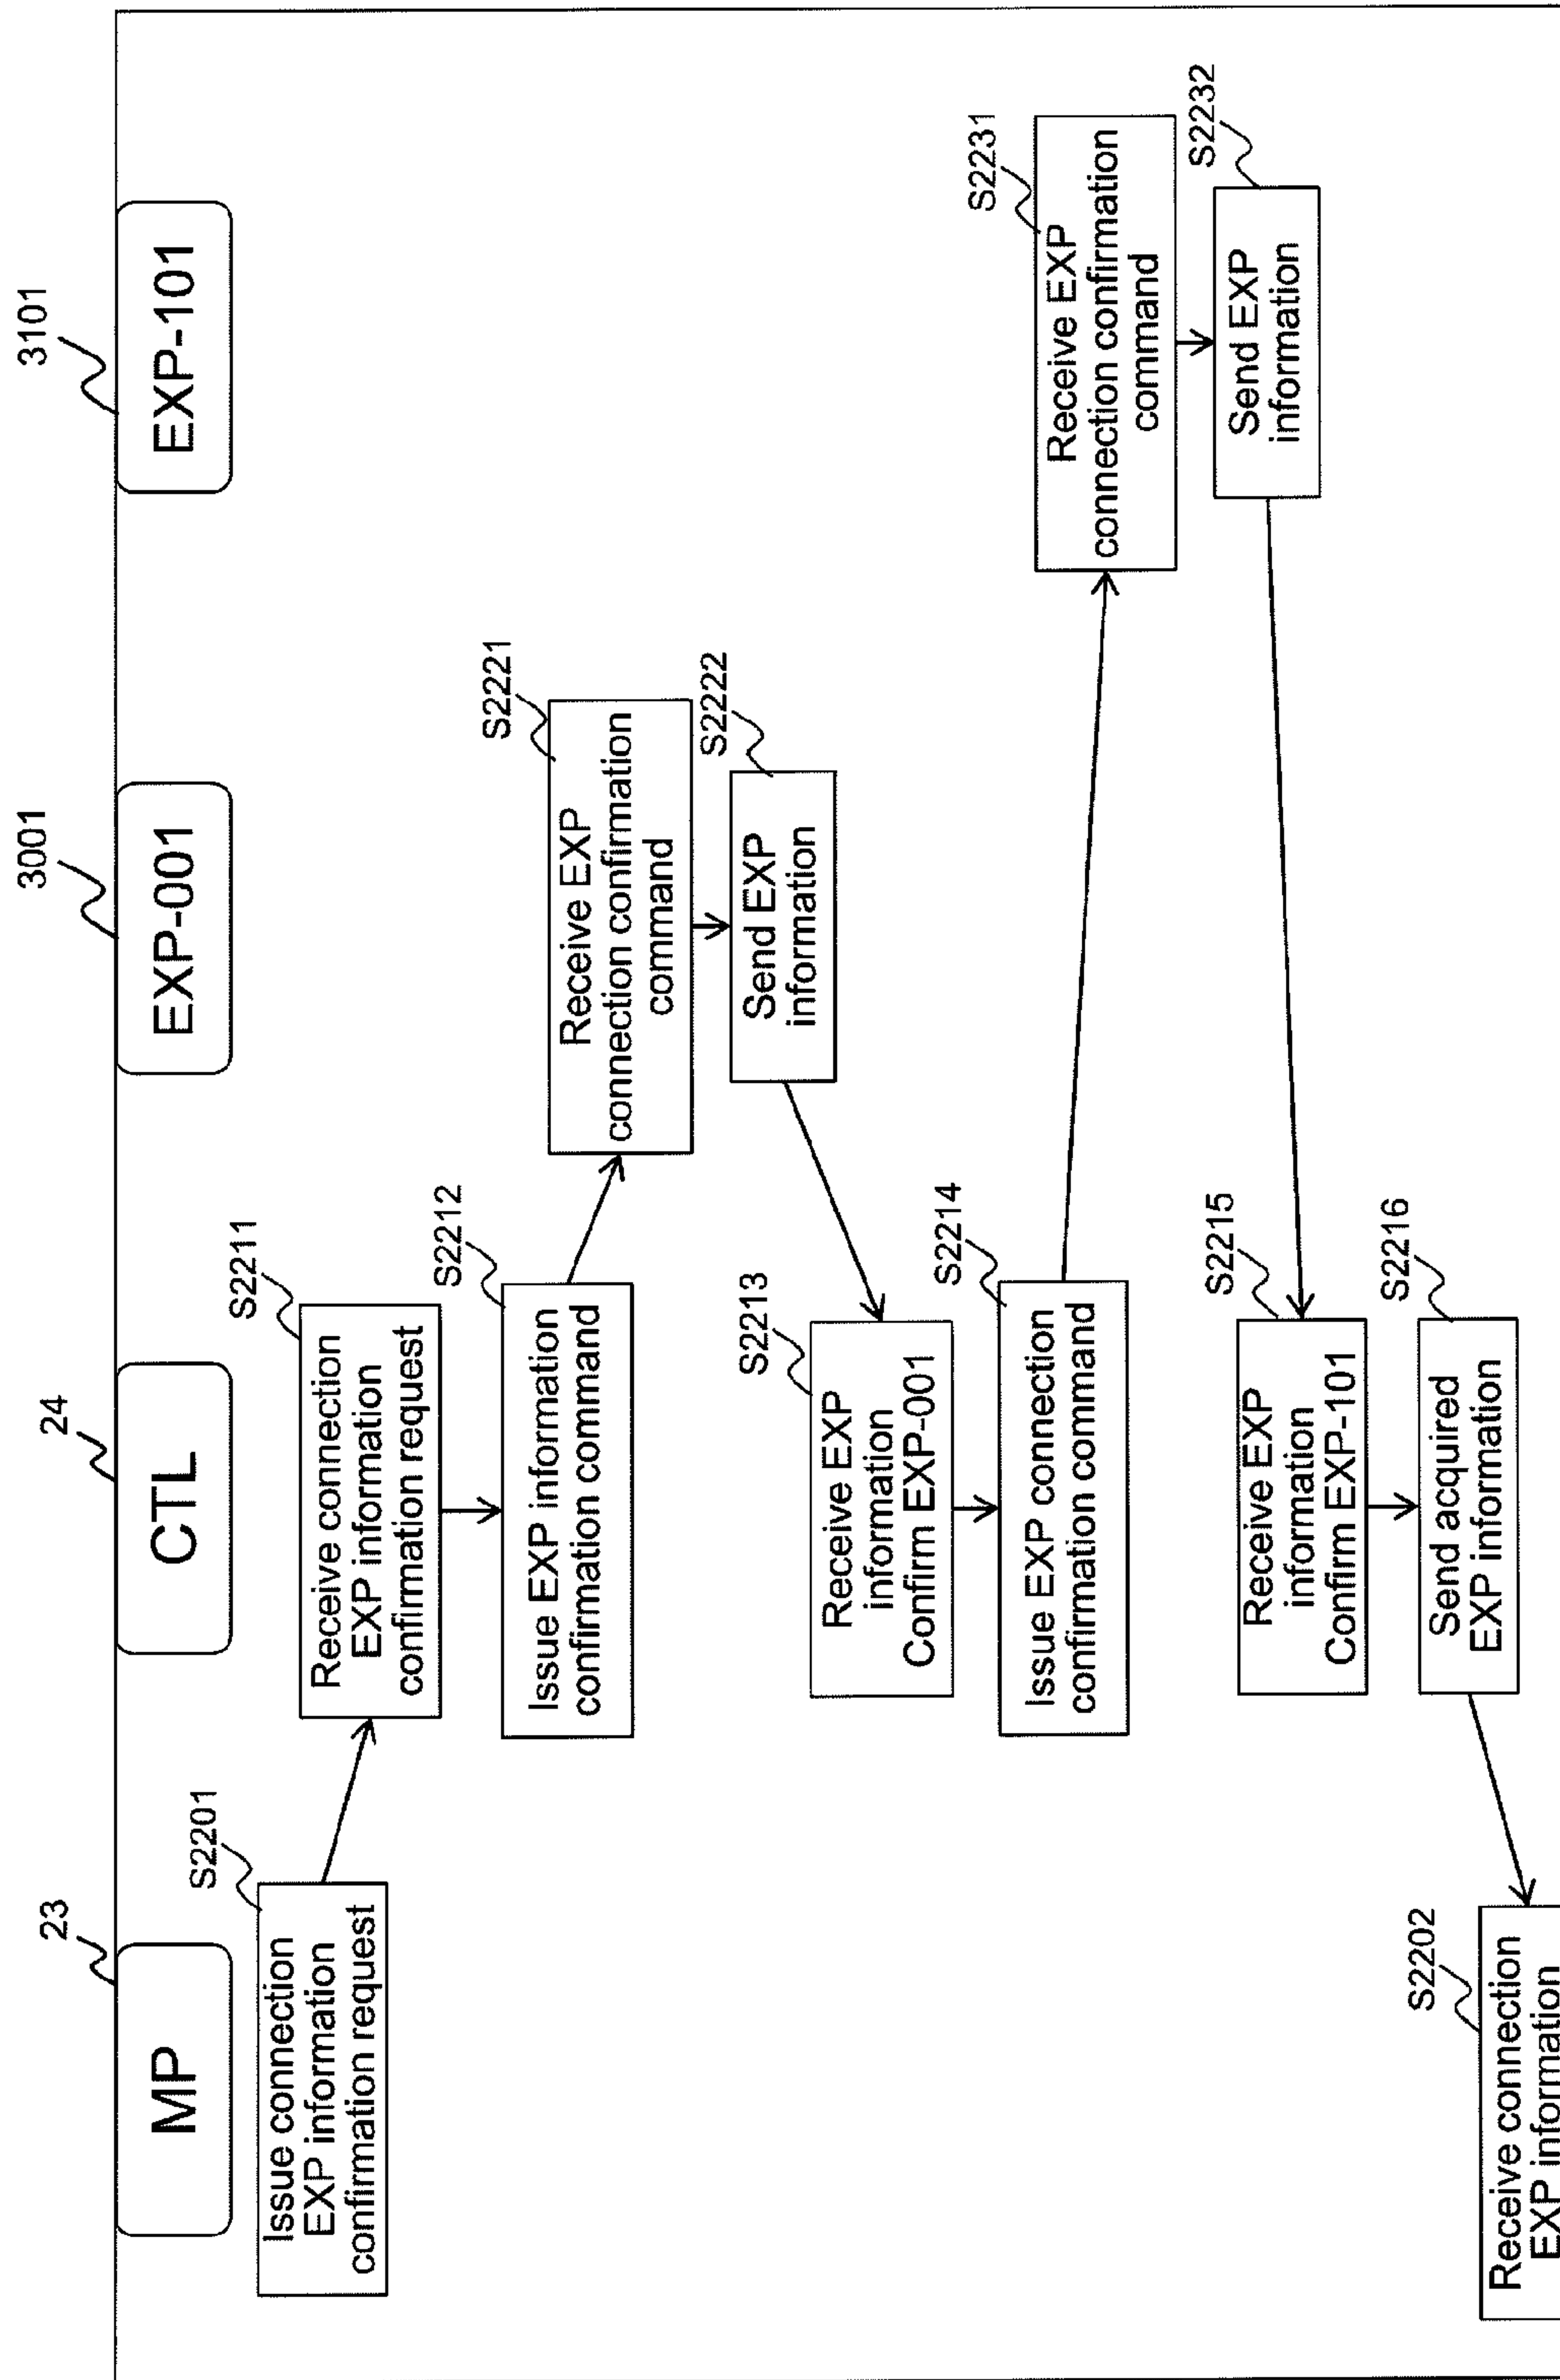 23
MP
24
CTL
3001
EXP-001
3101
EXP-101
S2201
Issue connection
EXP information
confirmation request
S2211
Receive connection
EXP information
confirmation request
S2212
Issue EXP information
confirmation command
S2221
Receive EXP
connection confirmation
command
S2222
Send EXP
information
S2213
Receive EXP
information
Confirm EXP-001
S2214
Issue EXP connection
confirmation command
S2231
Receive EXP
connection confirmation
command
S2232
Send EXP
information
S2215
Receive EXP
information
Confirm EXP-101
S2216
Send acquired
EXP information
S2202
Receive connection
EXP information